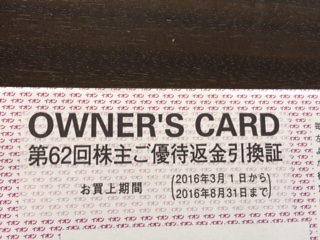 OWNER'S CARD
第62回株主ご優待返金引換証
お買上期間 (2016年3月1日から
2016年8月31日まで)